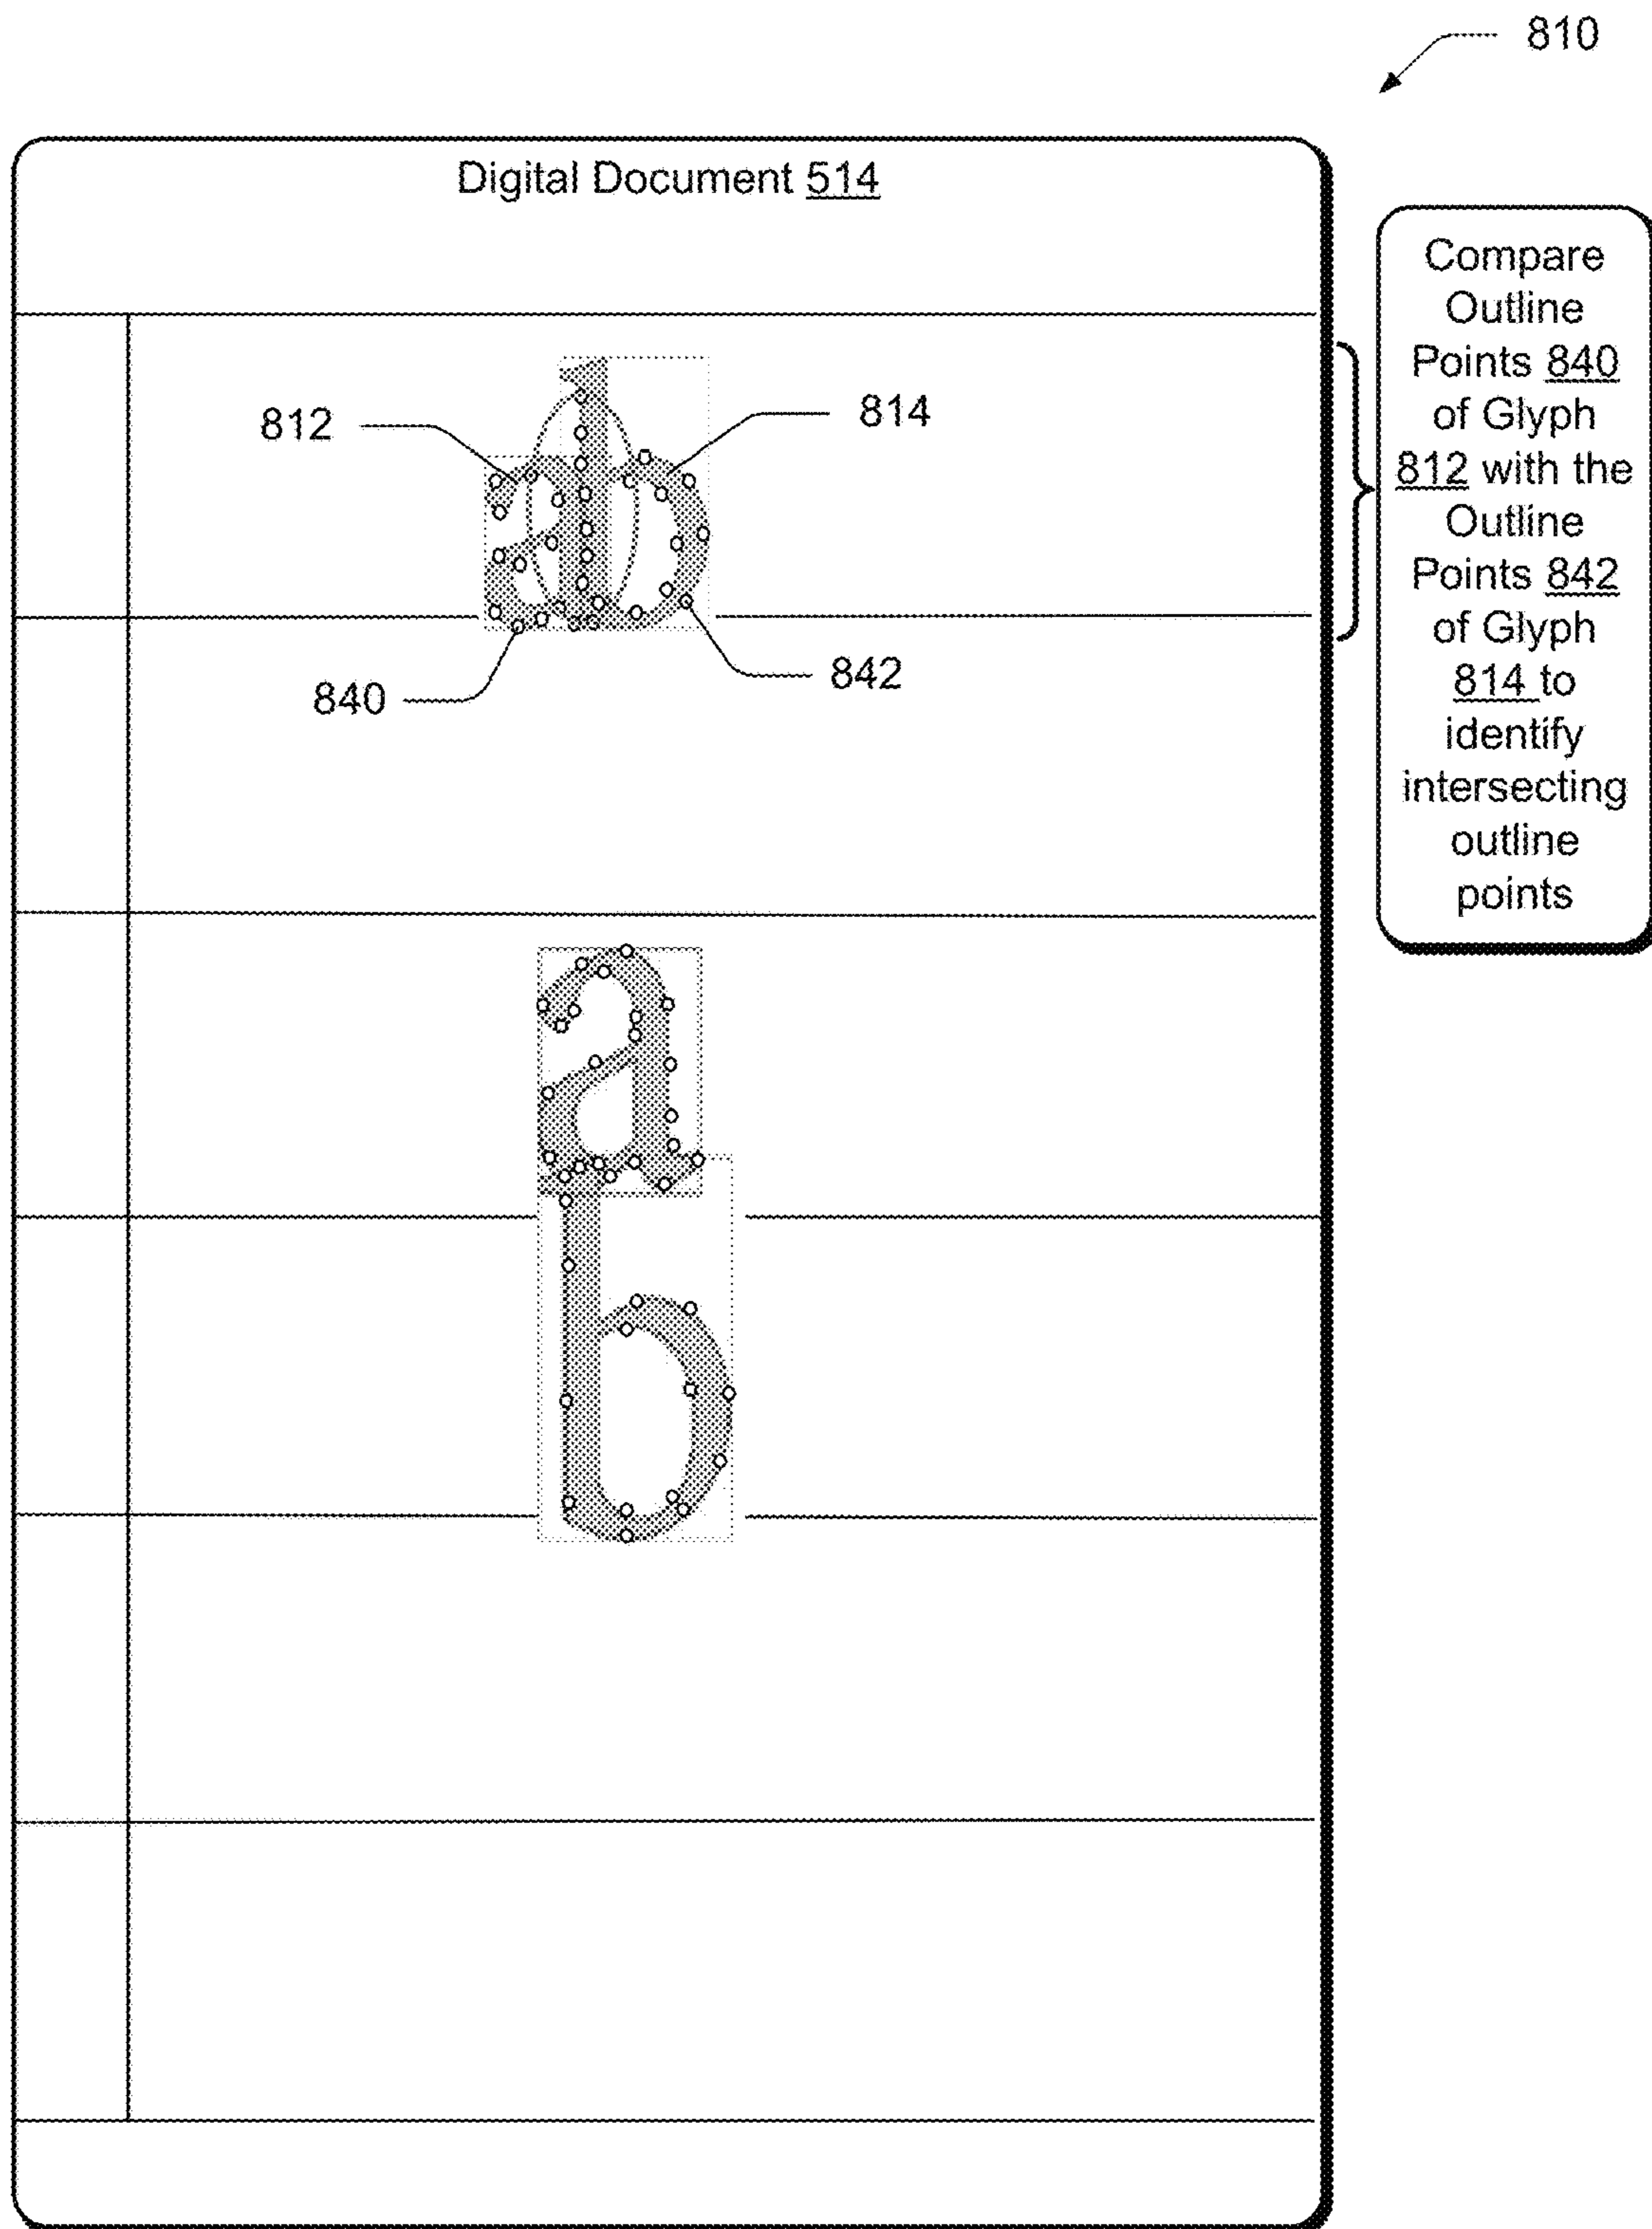 810
Digital Document 514
Compare
Outline
Points 840
of Glyph
812 with the
Outline
Points 842
of Glyph
814 to
identify
intersecting
outline
points
812
814
ab
840
842
a
b